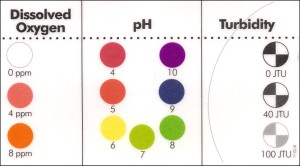 Dissolved Oxygen
pH
Turbidity
0 ppm
4 ppm
8 ppm
4
10
5
9
6
8
7
0 JTU
40 JTU
100 JTU